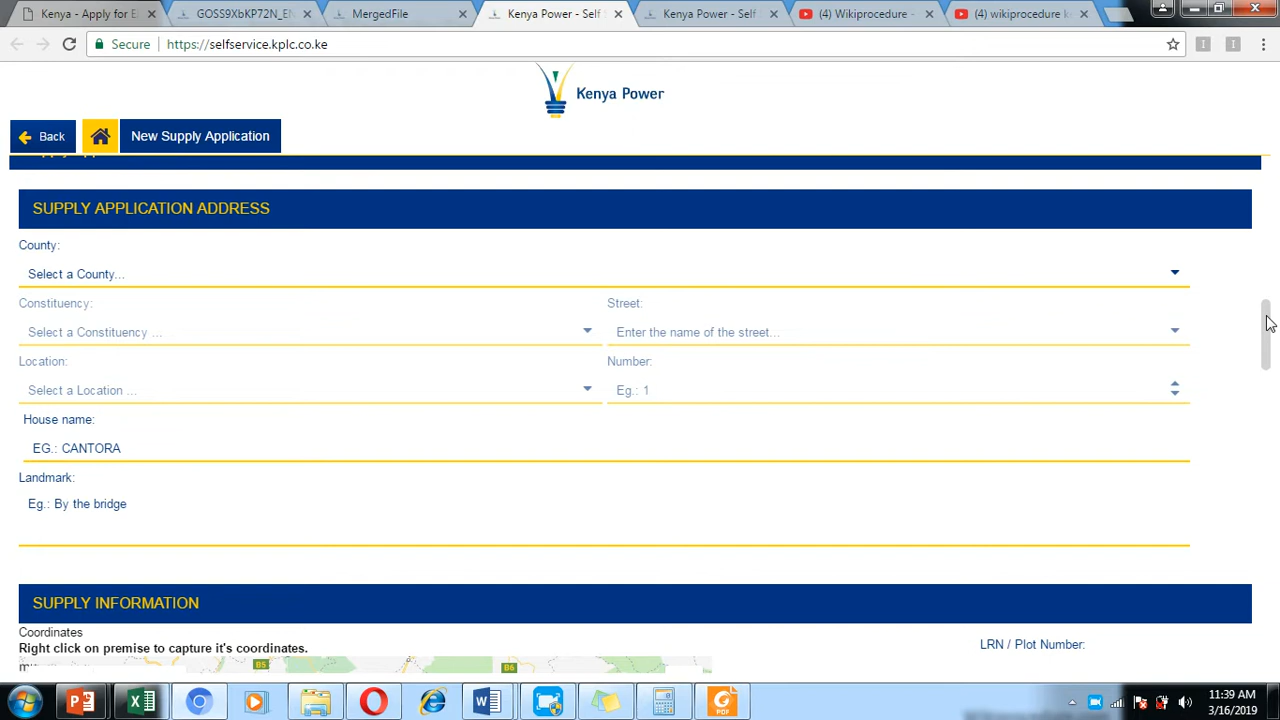 Kenya - Apply for E
GOSS9XbKP72N_EN
MergedFile
Kenya Power - Self S
Kenya Power - Self S
(4) Wikiprocedure -
(4) wikiprocedure ke
Secure
https://selfservice.kplc.co.ke
Kenya Power
Back
New Supply Application
SUPPLY APPLICATION ADDRESS
County:
Select a County...
Constituency:
Street:
Select a Constituency ...
Enter the name of the street...
Location:
Number:
Select a Location ...
Eg.: 1
House name:
EG.: CANTORA
Landmark:
Eg.: By the bridge
SUPPLY INFORMATION
Coordinates
Right click on premise to capture it's coordinates.
LRN / Plot Number:
B5
B6
11:39 AM
3/16/2019